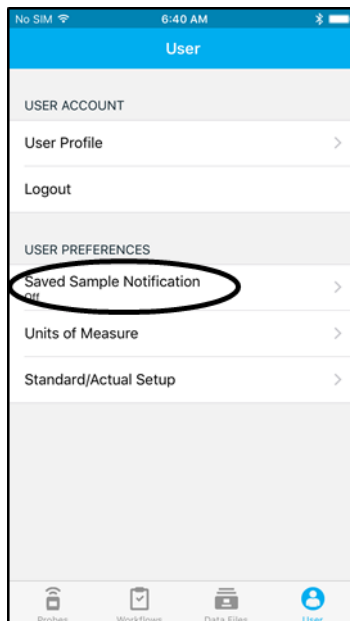 No SIM 6:40 AM
User
USER ACCOUNT
User Profile
Logout
USER PREFERENCES
Saved Sample Notification
Off
Units of Measure
Standard/Actual Setup
Probes Workflows Data Files User